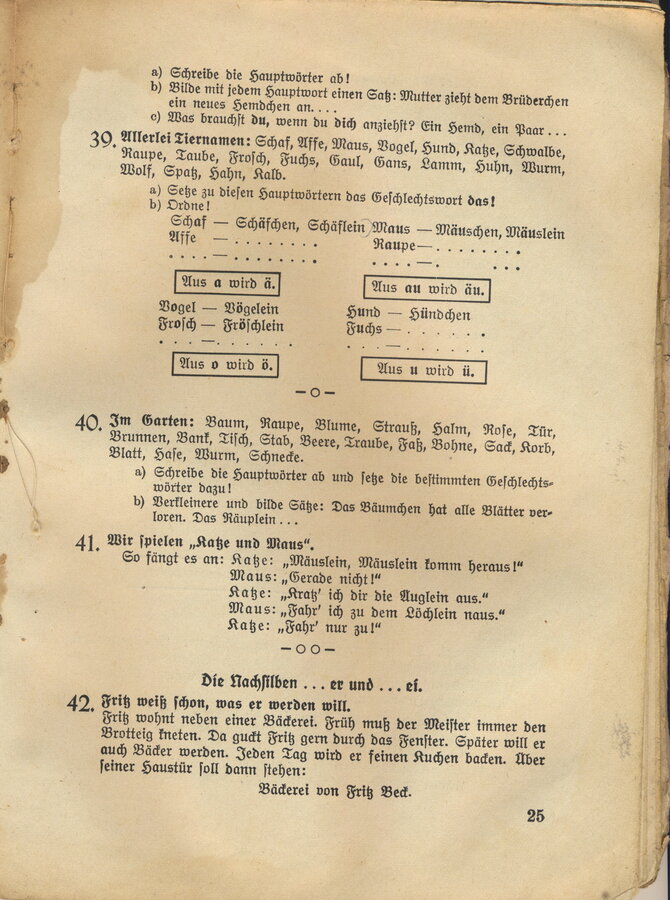 a) Schreibe die Hauptwörter ab!
b) Bilde mit jedem Hauptwort einen Satz: Mutter zieht dem Brüderchen
ein neues Hemdchen an....
c) Was brauchst du, wenn du dich anziehst? Ein Hemd, ein Paar...
39. Allerlei Tiernamen: Schaf, Affe, Maus, Vogel, Hund, Katze, Schwalbe,
Raupe, Taube, Frosch, Fuchs, Gaul, Gans, Lamm, Huhn, Wurm,
Wolf, Spatz, Hahn, Kalb.
a) Setze zu diesen Hauptwörtern das Geschlechtswort das!
b) Ordne!
Schaf — Schäfchen, Schäflein Maus — Mäuschen, Mäuslein
Affe — ........ Raupe— ........
....—........ ....—. ...
Aus a wird ä. Aus au wird äu.
Vogel — Vögelein Hund — Hündchen
Frosch — Fröschlein Fuchs — .......
...—..... ...—.......
Aus o wird ö. Aus u wird ü.
—o—
40. Im Garten: Baum, Raupe, Blume, Strauß, Halm, Rose, Tür,
Brunnen, Bank, Tisch, Stab, Beere, Traube, Faß, Bohne, Sack, Korb,
Blatt, Hase, Wurm, Schnecke.
a) Schreibe die Hauptwörter ab und setze die bestimmten Geschlechts-
wörter dazu!
b) Verkleinere und bilde Sätze: Das Bäumchen hat alle Blätter ver-
loren. Das Räuplein...
41. Wir spielen „Katze und Maus“.
So fängt es an: Katze: „Mäuslein, Mäuslein komm heraus!“
Maus: „Gerade nicht!“
Katze: „Kratz' ich dir die Äuglein aus.“
Maus: „Fahr' ich zu dem Löchlein naus.“
Katze: „Fahr' nur zu!“
—oo—
Die Nachsilben ... er und ... ei.
42. Fritz weiß schon, was er werden will.
Fritz wohnt neben einer Bäckerei. Früh muß der Meister immer den
Brotteig kneten. Da guckt Fritz gern durch das Fenster. Später will er
auch Bäcker werden. Jeden Tag wird er feinen Kuchen backen. Über
seiner Haustür soll dann stehen:
Bäckerei von Fritz Beck.
25